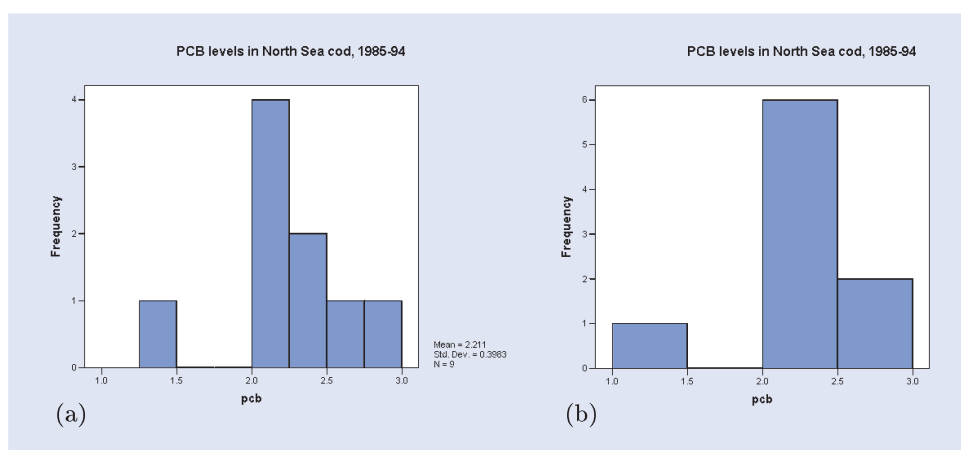 PCB levels in North Sea cod, 1985-94
4
3
2
1
0
Frequency
1.0 1.5 2.0 2.5 3.0
pcb
Mean = 2.211
Std. Dev. = 0.3983
N = 9
(a)
PCB levels in North Sea cod, 1985-94
6
5
4
3
2
1
0
Frequency
1.0 1.5 2.0 2.5 3.0
pcb
(b)